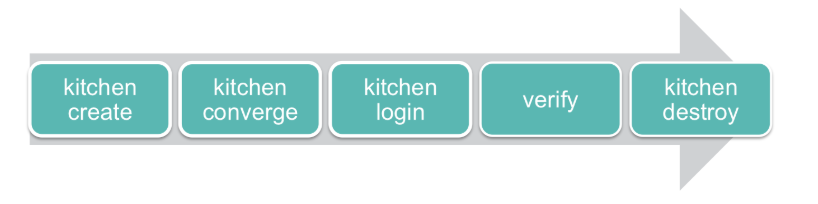 kitchen
create
kitchen
converge
kitchen
login
verify
kitchen
destroy